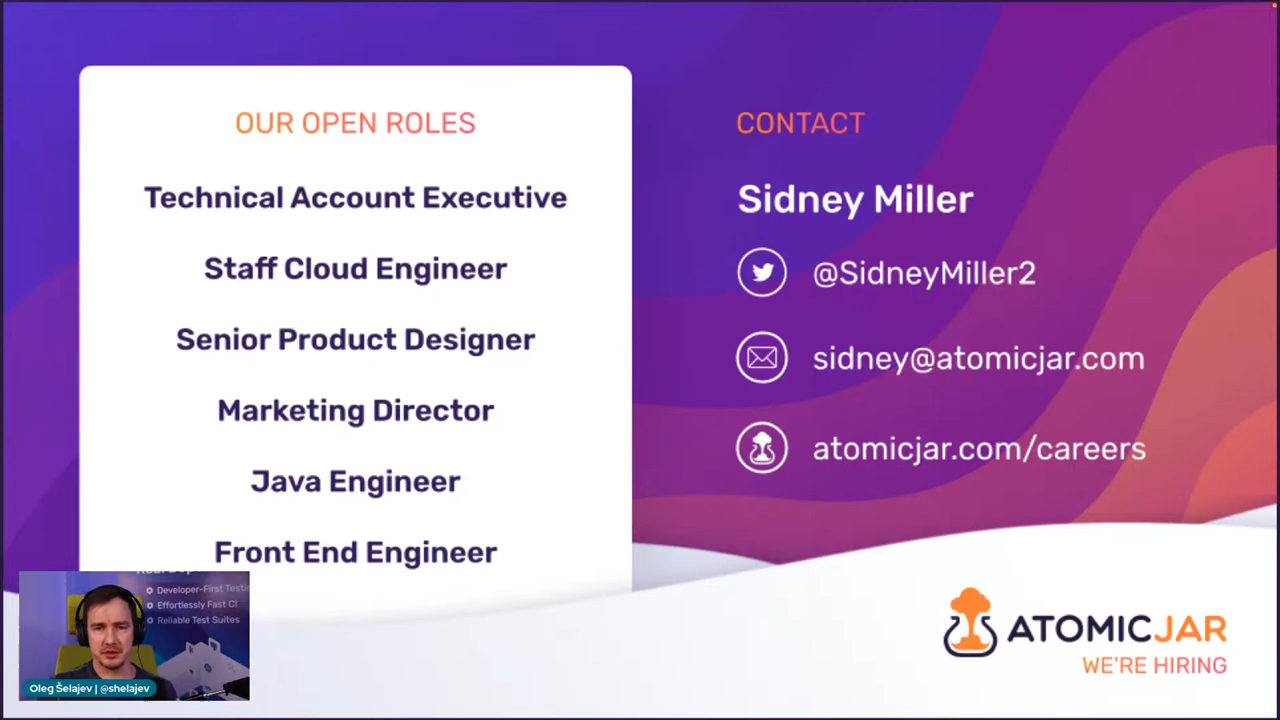 OUR OPEN ROLES
Technical Account Executive
Staff Cloud Engineer
Senior Product Designer
Marketing Director
Java Engineer
Front End Engineer
CONTACT
Sidney Miller
@SidneyMiller2
sidney@atomicjar.com
atomicjar.com/careers
Developer-First Testin
Effortlessly Fast CI
Reliable Test Suites
Oleg Šelajev | @shelajev
ATOMICJAR
WE'RE HIRING